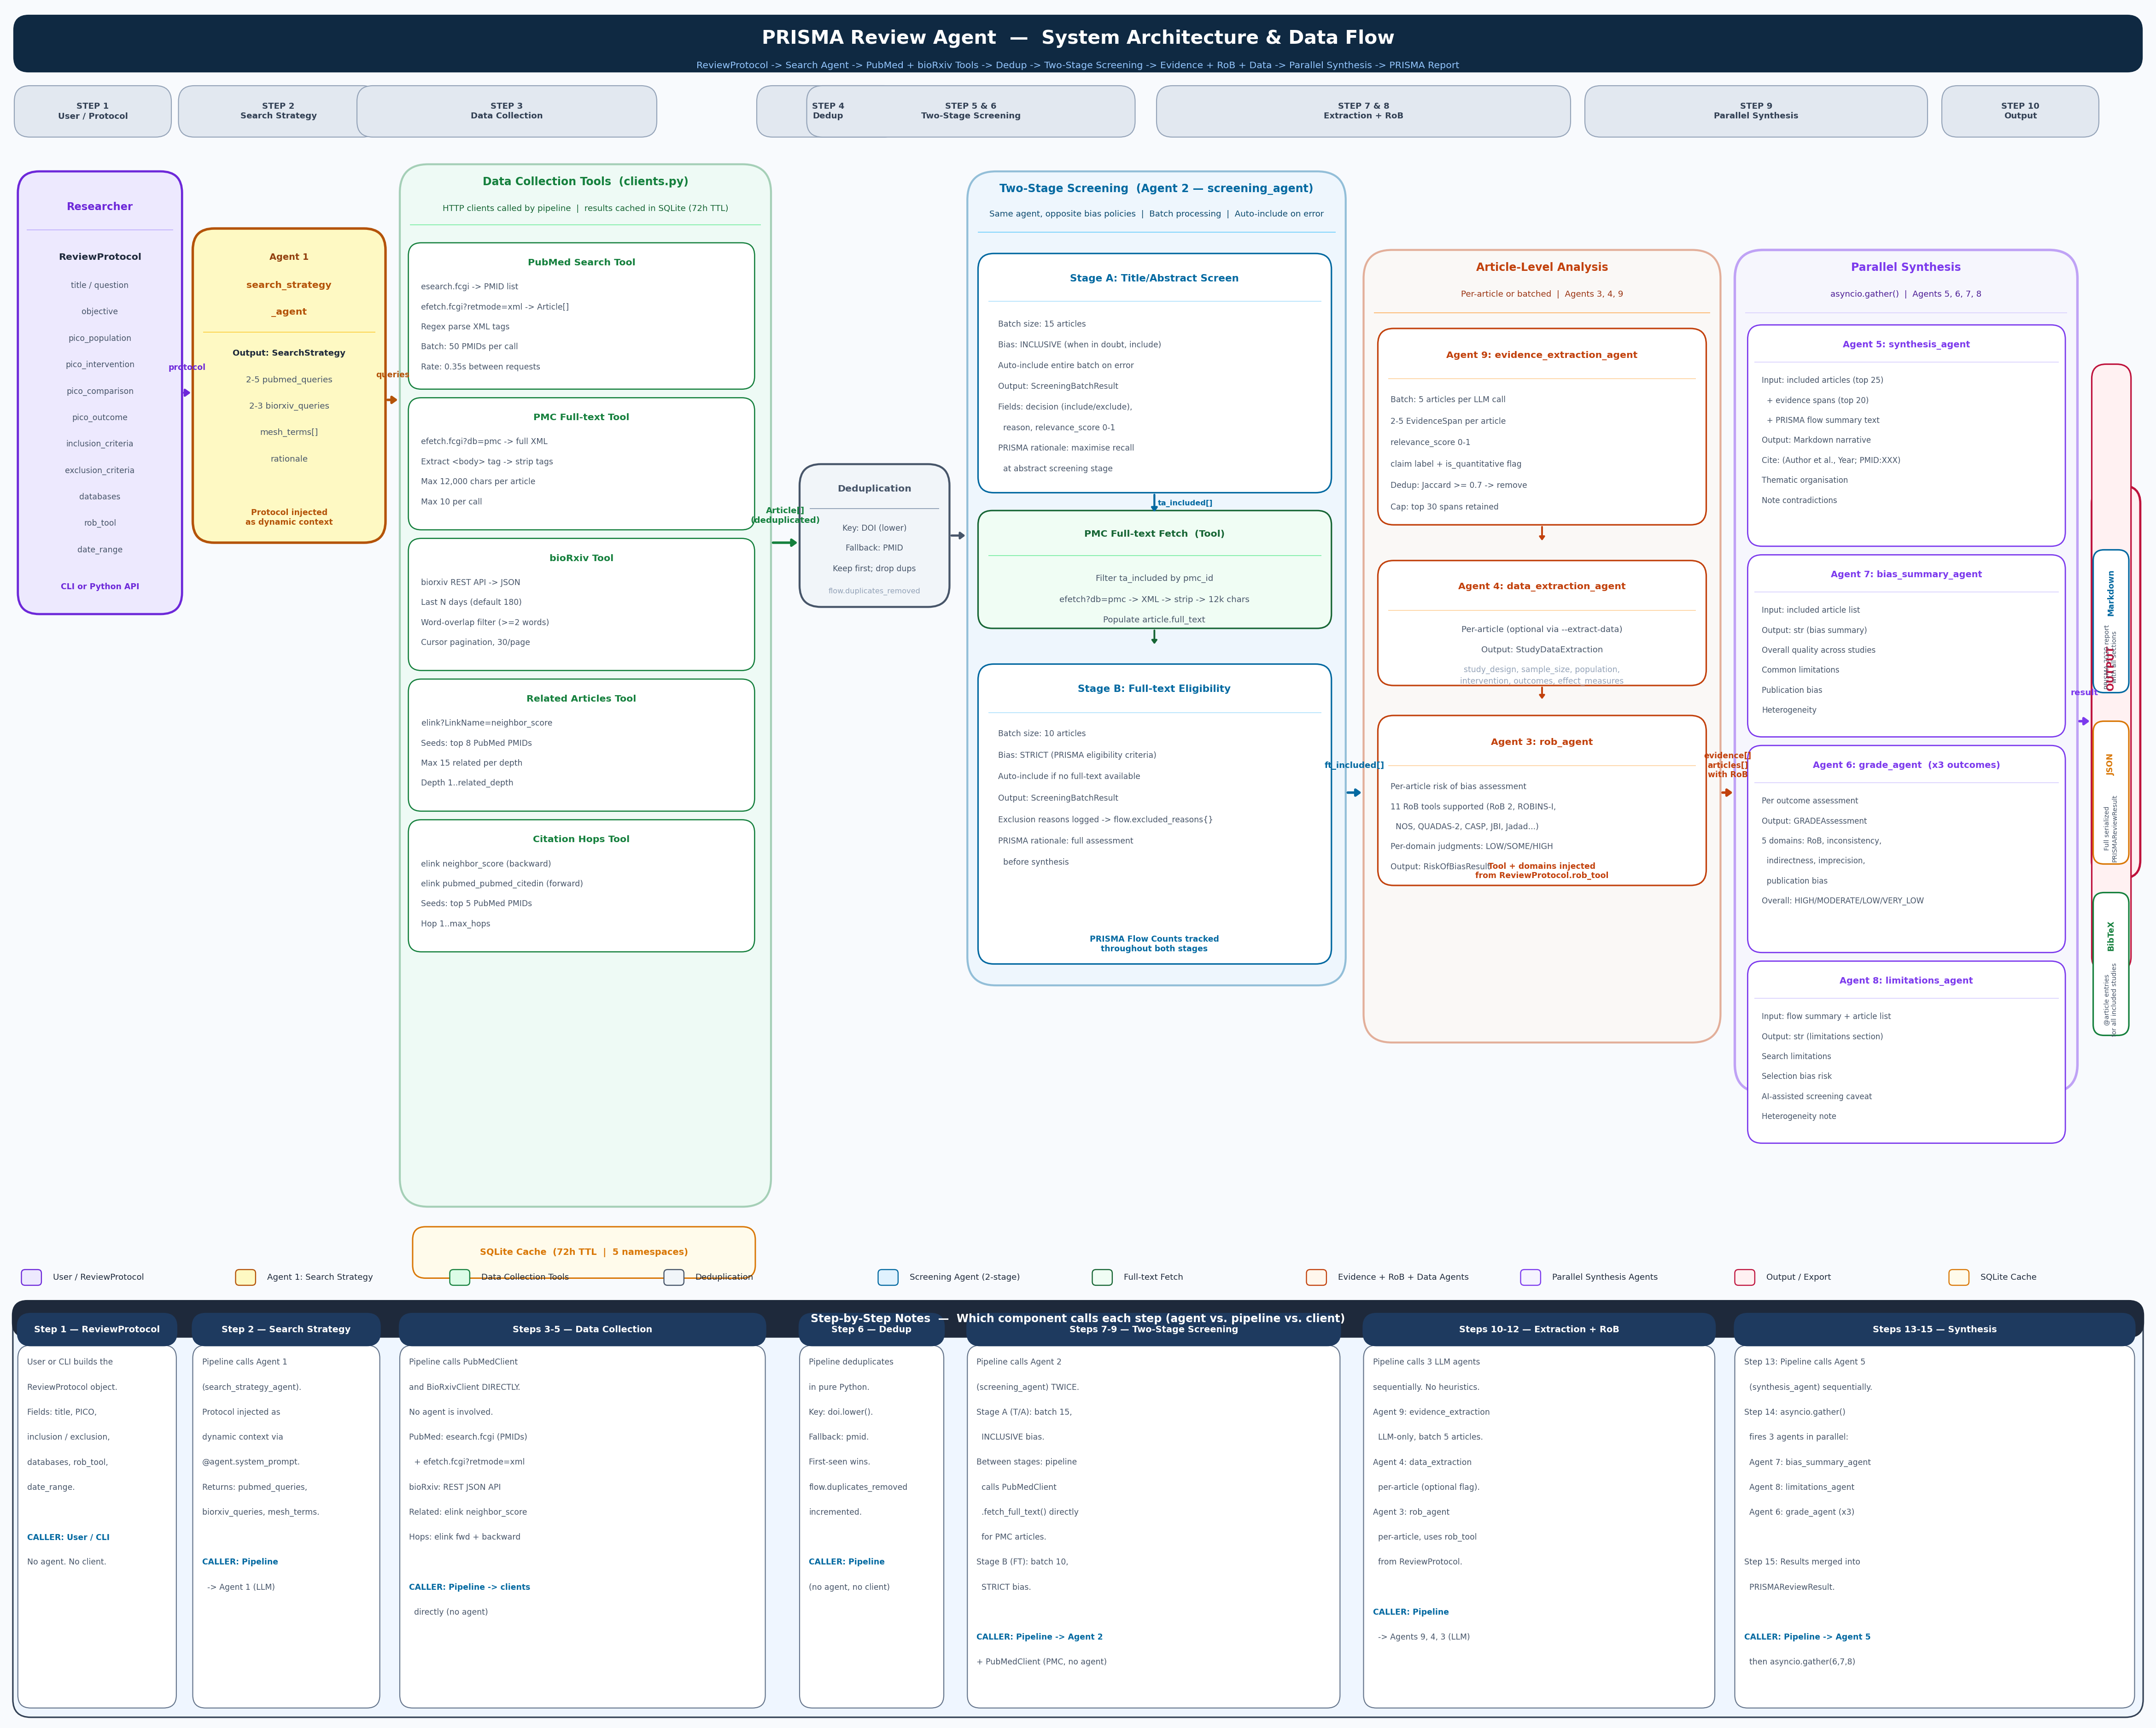 PRISMA Review Agent — System Architecture & Data Flow
ReviewProtocol -> Search Agent -> PubMed + bioRxiv Tools -> Dedup -> Two-Stage Screening -> Evidence + RoB + Data -> Parallel Synthesis -> PRISMA Report
STEP 1
User / Protocol
STEP 2
Search Strategy
STEP 3
Data Collection
STEP 4
Dedup
STEP 5 & 6
Two-Stage Screening
STEP 7 & 8
Extraction + RoB
STEP 9
Parallel Synthesis
STEP 10
Output
Researcher
ReviewProtocol
title / question
objective
pico_population
pico_intervention
pico_comparison
pico_outcome
inclusion_criteria
exclusion_criteria
databases
rob_tool
date_range
CLI or Python API
protocol
Agent 1
search_strategy
_agent
Output: SearchStrategy
2-5 pubmed_queries
2-3 biorxiv_queries
mesh_terms[]
rationale
Protocol injected
as dynamic context
queries
Data Collection Tools (clients.py)
HTTP clients called by pipeline | results cached in SQLite (72h TTL)
PubMed Search Tool
esearch.fcgi -> PMID list
efetch.fcgi?retmode=xml -> Article[]
Regex parse XML tags
Batch: 50 PMIDs per call
Rate: 0.35s between requests
PMC Full-text Tool
efetch.fcgi?db=pmc -> full XML
Extract <body> tag -> strip tags
Max 12,000 chars per article
Max 10 per call
bioRxiv Tool
biorxiv REST API -> JSON
Last N days (default 180)
Word-overlap filter (>=2 words)
Cursor pagination, 30/page
Related Articles Tool
elink?LinkName=neighbor_score
Seeds: top 8 PubMed PMIDs
Max 15 related per depth
Depth 1..related_depth
Citation Hops Tool
elink neighbor_score (backward)
elink pubmed_pubmed_citedin (forward)
Seeds: top 5 PubMed PMIDs
Hop 1..max_hops
SQLite Cache (72h TTL | 5 namespaces)
Article[]
(deduplicated)
Deduplication
Key: DOI (lower)
Fallback: PMID
Keep first; drop dups
flow.duplicates_removed
Two-Stage Screening (Agent 2 — screening_agent)
Same agent, opposite bias policies | Batch processing | Auto-include on error
Stage A: Title/Abstract Screen
Batch size: 15 articles
Bias: INCLUSIVE (when in doubt, include)
Auto-include entire batch on error
Output: ScreeningBatchResult
Fields: decision (include/exclude),
reason, relevance_score 0-1
PRISMA rationale: maximise recall
at abstract screening stage
ta_included[]
PMC Full-text Fetch (Tool)
Filter ta_included by pmc_id
efetch?db=pmc -> XML -> strip -> 12k chars
Populate article.full_text
Stage B: Full-text Eligibility
Batch size: 10 articles
Bias: STRICT (PRISMA eligibility criteria)
Auto-include if no full-text available
Output: ScreeningBatchResult
Exclusion reasons logged -> flow.excluded_reasons{}
PRISMA rationale: full assessment
before synthesis
PRISMA Flow Counts tracked
throughout both stages
ft_included[]
Article-Level Analysis
Per-article or batched | Agents 3, 4, 9
Agent 9: evidence_extraction_agent
Batch: 5 articles per LLM call
2-5 EvidenceSpan per article
relevance_score 0-1
claim label + is_quantitative flag
Dedup: Jaccard >= 0.7 -> remove
Cap: top 30 spans retained
Agent 4: data_extraction_agent
Per-article (optional via --extract-data)
Output: StudyDataExtraction
study_design, sample_size, population,
intervention, outcomes, effect_measures
Agent 3: rob_agent
Per-article risk of bias assessment
11 RoB tools supported (RoB 2, ROBINS-I,
NOS, QUADAS-2, CASP, JBI, Jadad...)
Per-domain judgments: LOW/SOME/HIGH
Output: RiskOfBiasResult
Tool + domains injected
from ReviewProtocol.rob_tool
evidence[]
articles[]
with RoB
Parallel Synthesis
asyncio.gather() | Agents 5, 6, 7, 8
Agent 5: synthesis_agent
Input: included articles (top 25)
+ evidence spans (top 20)
+ PRISMA flow summary text
Output: Markdown narrative
Cite: (Author et al., Year; PMID:XXX)
Thematic organisation
Note contradictions
Agent 7: bias_summary_agent
Input: included article list
Output: str (bias summary)
Overall quality across studies
Common limitations
Publication bias
Heterogeneity
Agent 6: grade_agent (x3 outcomes)
Per outcome assessment
Output: GRADEAssessment
5 domains: RoB, inconsistency,
indirectness, imprecision,
publication bias
Overall: HIGH/MODERATE/LOW/VERY_LOW
Agent 8: limitations_agent
Input: flow summary + article list
Output: str (limitations section)
Search limitations
Selection bias risk
AI-assisted screening caveat
Heterogeneity note
result
OUTPUT
Markdown
report
sections
JSON
Full serialized
PRISMAReviewResult
BibTeX
@article entries
for all included studies
User / ReviewProtocol
Agent 1: Search Strategy
Data Collection Tools
Deduplication
Screening Agent (2-stage)
Full-text Fetch
Evidence + RoB + Data Agents
Parallel Synthesis Agents
Output / Export
SQLite Cache
Step-by-Step Notes — Which component calls each step (agent vs. pipeline vs. client)
Step 1 — ReviewProtocol
User or CLI builds the
ReviewProtocol object.
Fields: title, PICO,
inclusion / exclusion,
databases, rob_tool,
date_range.
CALLER: User / CLI
No agent. No client.
Step 2 — Search Strategy
Pipeline calls Agent 1
(search_strategy_agent).
Protocol injected as
dynamic context via
@agent.system_prompt.
Returns: pubmed_queries,
biorxiv_queries, mesh_terms.
CALLER: Pipeline
-> Agent 1 (LLM)
Steps 3-5 — Data Collection
Pipeline calls PubMedClient
and BioRxivClient DIRECTLY.
No agent is involved.
PubMed: esearch.fcgi (PMIDs)
+ efetch.fcgi?retmode=xml
bioRxiv: REST JSON API
Related: elink neighbor_score
Hops: elink fwd + backward
CALLER: Pipeline -> clients
directly (no agent)
Step 6 — Dedup
Pipeline deduplicates
in pure Python.
Key: doi.lower().
Fallback: pmid.
First-seen wins.
flow.duplicates_removed
incremented.
CALLER: Pipeline
(no agent, no client)
Steps 7-9 — Two-Stage Screening
Pipeline calls Agent 2
(screening_agent) TWICE.
Stage A (T/A): batch 15,
INCLUSIVE bias.
Between stages: pipeline
calls PubMedClient
.fetch_full_text() directly
for PMC articles.
Stage B (FT): batch 10,
STRICT bias.
CALLER: Pipeline -> Agent 2
+ PubMedClient (PMC, no agent)
Steps 10-12 — Extraction + RoB
Pipeline calls 3 LLM agents
sequentially. No heuristics.
Agent 9: evidence_extraction
LLM-only, batch 5 articles.
Agent 4: data_extraction
per-article (optional flag).
Agent 3: rob_agent
per-article, uses rob_tool
from ReviewProtocol.
CALLER: Pipeline
-> Agents 9, 4, 3 (LLM)
Steps 13-15 — Synthesis
Step 13: Pipeline calls Agent 5
(synthesis_agent) sequentially.
Step 14: asyncio.gather()
fires 3 agents in parallel:
Agent 7: bias_summary_agent
Agent 8: limitations_agent
Agent 6: grade_agent (x3)
Step 15: Results merged into
PRISMAReviewResult.
CALLER: Pipeline -> Agent 5
then asyncio.gather(6,7,8)